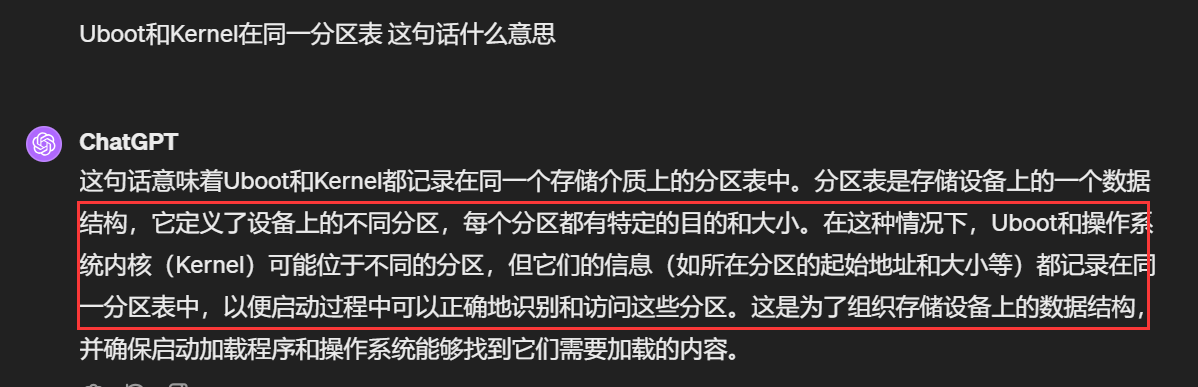 Uboot和Kernel在同一分区表 这句话什么意思
ChatGPT
这句话意味着Uboot和Kernel都记录在同一个存储介质上的分区表中。分区表是存储设备上的一个数据
结构，它定义了设备上的不同分区，每个分区都有特定的目的和大小。在这种情况下，Uboot和操作系
统内核（Kernel）可能位于不同的分区，但它们的信息（如所在分区的起始地址和大小等）都记录在同
一分区表中，以便启动过程中可以正确地识别和访问这些分区。这是为了组织存储设备上的数据结构，
并确保启动加载程序和操作系统能够找到它们需要加载的内容。